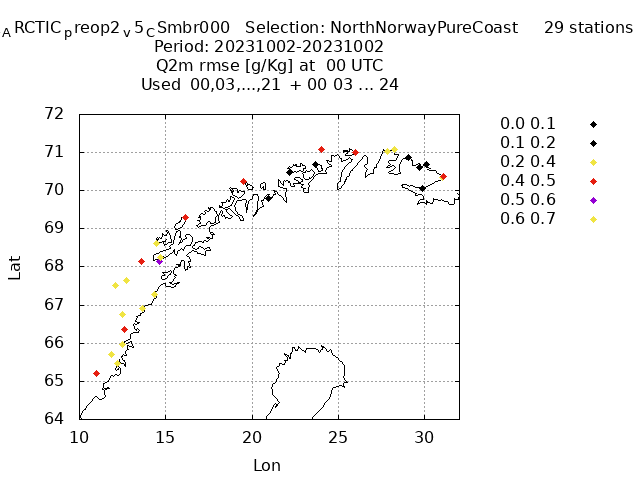 ARCTICpreop2v5CSmbr000 Selection: NorthNorwayPureCoast 29 stations
Period: 20231002-20231002
Q2m rmse [g/Kg] at 00 UTC
Used 00,03,...,21 + 00 03 ... 24
72
71
70
69
68
67
66
65
64
Lat
10 15 20 25 30
Lon
0.0 0.1
0.1 0.2
0.2 0.4
0.4 0.5
0.5 0.6
0.6 0.7